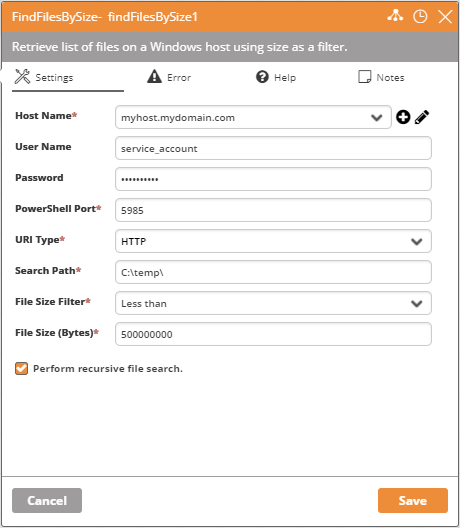 FindFilesBySize- findFilesBySize1
Retrieve list of files on a Windows host using size as a filter.
Settings Error Help Notes
Host Name* myhost.mydomain.com
User Name service_account
Password ••••••••••
PowerShell Port* 5985
URI Type* HTTP
Search Path* C:\temp\
File Size Filter* Less than
File Size (Bytes)* 500000000
Perform recursive file search.
Cancel Save